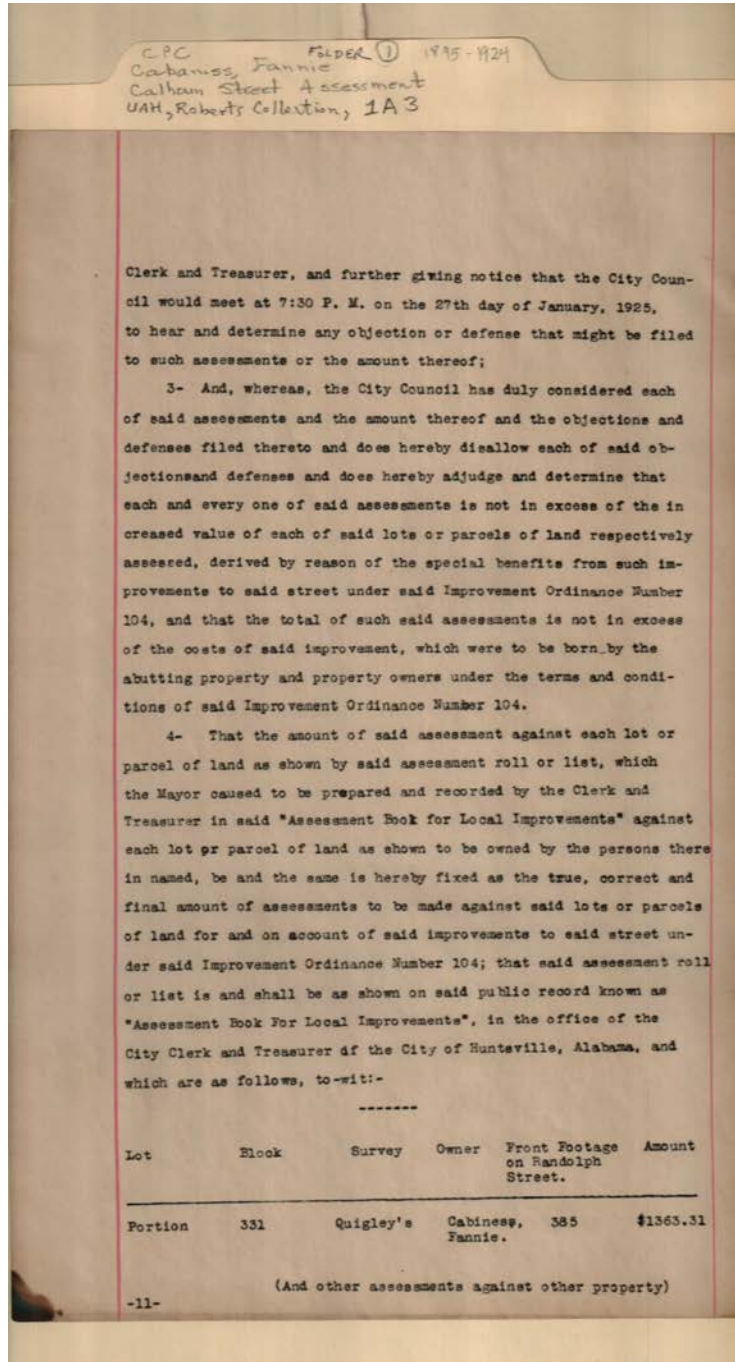 CPC FOLDER 1 1895-1924
Cabaniss, Fannie
Calham Street Assessment
UAH, Roberts Collection, 1A3
Clerk and Treasurer, and further giving notice that the City Coun-
cil would meet at 7:30 P. M. on the 27th day of January, 1925,
to hear and determine any objection or defense that might be filed
to such assessments or the amount thereof;
3- And, whereas, the City Council has duly considered each
of said assessments and the amount thereof and the objections and
defenses filed thereto and does hereby disallow each of said ob-
jectionsand defenses and does hereby adjudge and determine that
each and every one of said assessments is not in excess of the in
creased value of each of said lots or parcels of land respectively
assessed, derived by reason of the special benefits from such im-
provements to said street under said Improvement Ordinance Number
104, and that the total of such said assessments is not in excess
of the costs of said improvement, which were to be born by the
abutting property and property owners under the terms and condi-
tions of said Improvement Ordinance Number 104.
4- That the amount of said assessment against each lot or
parcel of land as shown by said assessment roll or list, which
the Mayor caused to be prepared and recorded by the Clerk and
Treasurer in said "Assessment Book for Local Improvements" against
each lot or parcel of land as shown to be owned by the persons there
in named, be and the same is hereby fixed as the true, correct and
final amount of assessments to be made against said lots or parcels
of land for and on account of said improvements to said street un-
der said Improvement Ordinance Number 104; that said assessment roll
or list is and shall be as shown on said public record known as
"Assessment Book For Local Improvements", in the office of the
City Clerk and Treasurer of the City of Huntsville, Alabama, and
which are as follows, to-wit:-
-------
Lot Block Survey Owner Front Footage Amount
on Randolph
Street.
Portion 331 Quigley's Cabiness, 385 $1363.31
Fannie.
(And other assessments against other property)
-11-